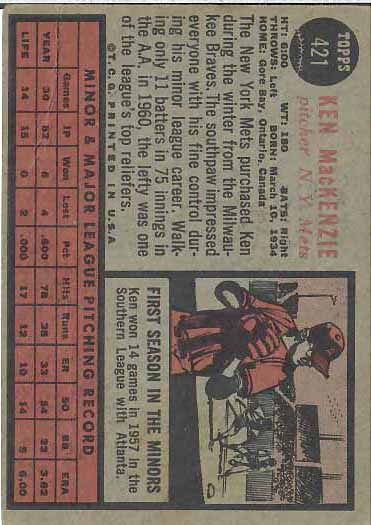 TOPPS
421
KEN MacKENZIE
pitcher N. Y. Mets
HT: 6:00 WT: 180 BATS: Right
THROWS: Left BORN: March 10, 1934
HOME: Gore Bay, Ontario, Canada
The New York Mets purchased Ken
during the winter from the Milwau-
kee Braves. The southpaw impressed
everyone with his fine control dur-
ing his minor league career. Walk-
ing only 11 batters in 75 innings in
the A.A. in 1960, the lefty was one
of the league's top relievers.
© T.C.G. PRINTED IN U.S.A.
FIRST SEASON IN THE MINORS
Ken won 14 games in 1957 in the
Southern League with Atlanta.
MINOR & MAJOR LEAGUE PITCHING RECORD
Games IP Won Lost Pct Hits Runs ER SO BB ERA
YEAR 30 82 6 4 .600 78 35 33 54 23 3.62
LIFE 14 15 0 2 .000 17 12 10 14 5 6.00